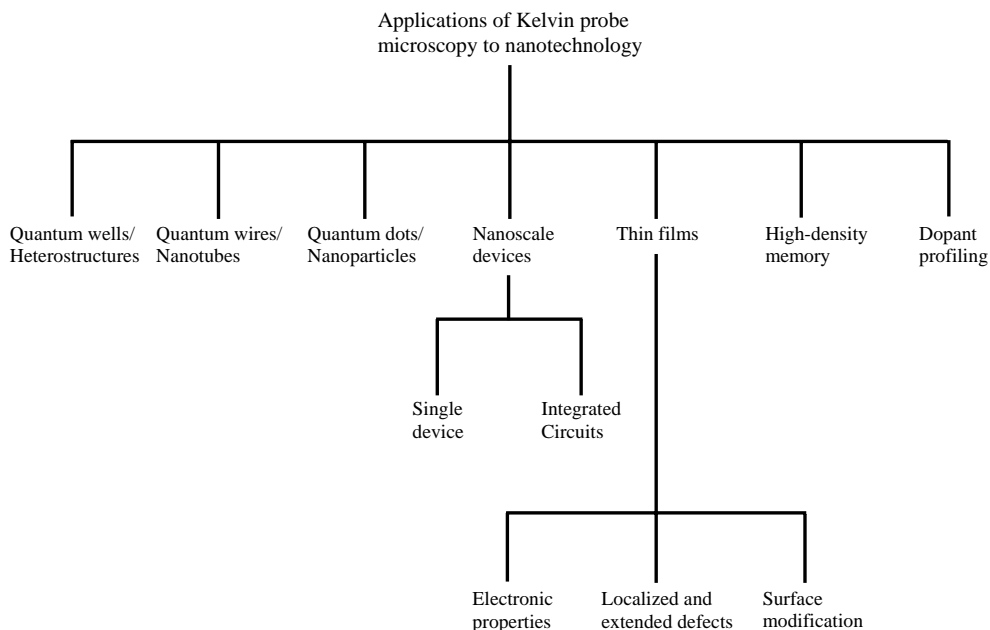 Applications of Kelvin probe
microscopy to nanotechnology
Quantum wells/
Heterostructures
Quantum wires/
Nanotubes
Quantum dots/
Nanoparticles
Nanoscale
devices
Thin films
High-density
memory
Dopant
profiling
Single
device
Integrated
Circuits
Electronic
properties
Localized and
extended defects
Surface
modification